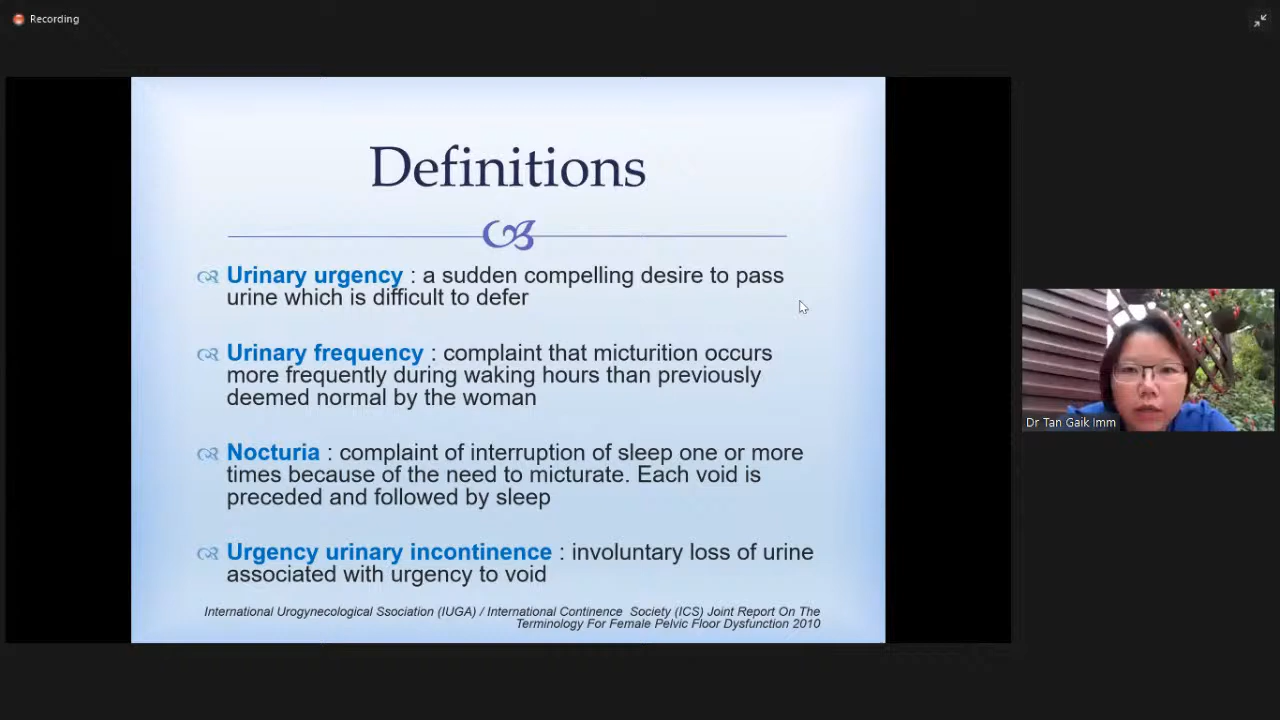 Recording
Definitions
Urinary urgency : a sudden compelling desire to pass
urine which is difficult to defer
Urinary frequency : complaint that micturition occurs
more frequently during waking hours than previously
deemed normal by the woman
Nocturia : complaint of interruption of sleep one or more
times because of the need to micturate. Each void is
preceded and followed by sleep
Urgency urinary incontinence : involuntary loss of urine
associated with urgency to void
International Urogynecological Ssociation (IUGA) / International Continence  Society (ICS) Joint Report On The
Terminology For Female Pelvic Floor Dysfunction 2010
Dr Tan Gaik Imm